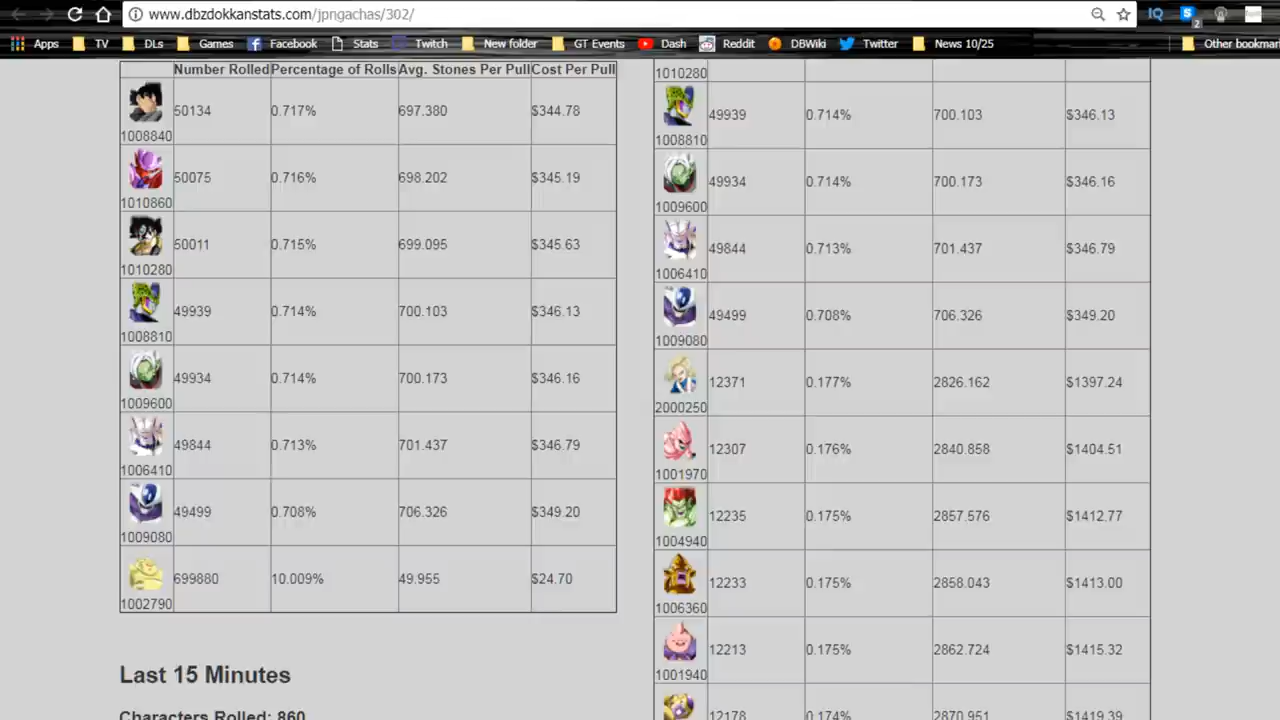 www.dbzdokkanstats.com/jpngachas/302/
Apps TV DLs Games Facebook Stats Twitch New folder GT Events Dash Reddit DBWiki Twitter News 10/25 Other bookmar
Number Rolled Percentage of Rolls Avg. Stones Per Pull Cost Per Pull
50134 0.717% 697.380 $344.78
1008840
50075 0.716% 698.202 $345.19
1010860
50011 0.715% 699.095 $345.63
1010280
49939 0.714% 700.103 $346.13
1008810
49934 0.714% 700.173 $346.16
1009600
49844 0.713% 701.437 $346.79
1006410
49499 0.708% 706.326 $349.20
1009080
699880 10.009% 49.955 $24.70
1002790
Last 15 Minutes
Characters Rolled: 860
1010280
49939 0.714% 700.103 $346.13
1008810
49934 0.714% 700.173 $346.16
1009600
49844 0.713% 701.437 $346.79
1006410
49499 0.708% 706.326 $349.20
1009080
12371 0.177% 2826.162 $1397.24
2000250
12307 0.176% 2840.858 $1404.51
1001970
12235 0.175% 2857.576 $1412.77
1004940
12233 0.175% 2858.043 $1413.00
1006360
12213 0.175% 2862.724 $1415.32
1001940
12178 0.174% 2870.951 $1419.39